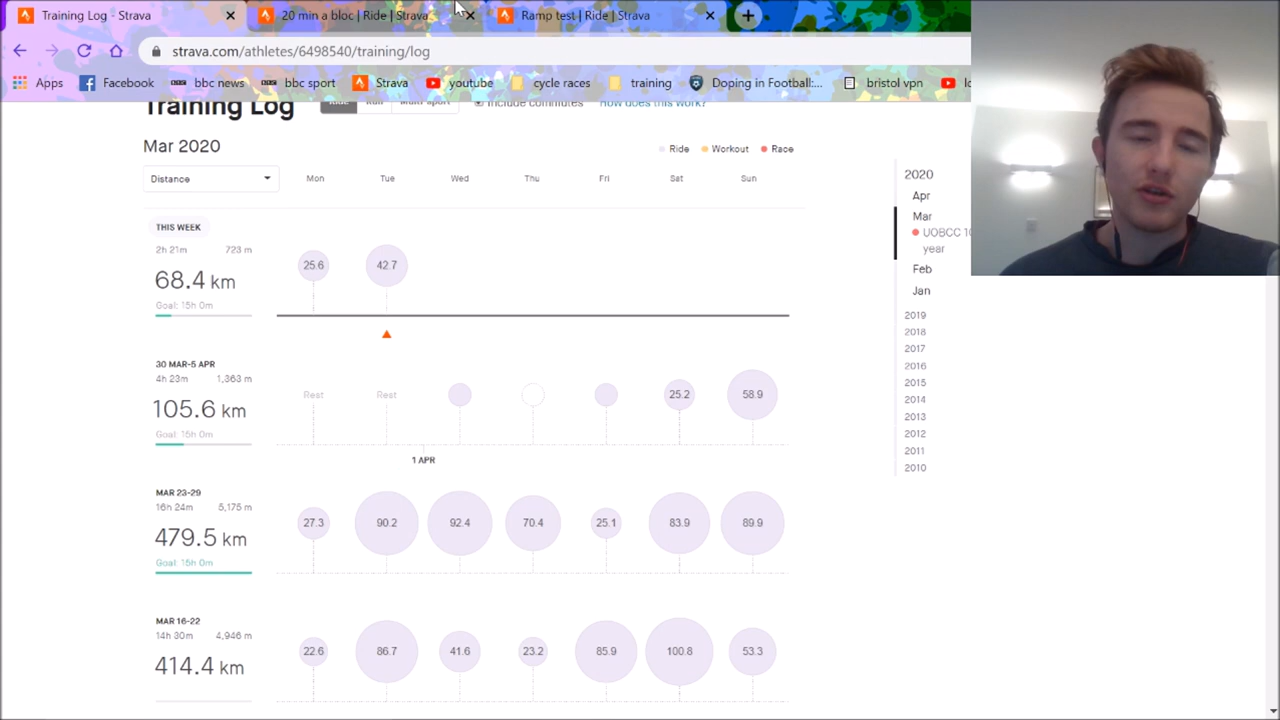 Training Log - Strava
20 min a bloc | Ride | Strava
Ramp test | Ride | Strava
strava.com/athletes/6498540/training/log
Apps Facebook bbc news bbc sport Strava youtube cycle races training Doping in Football:... bristol vpn
Training Log Ride Run Multi-sport Include commutes How does this work?
Mar 2020
Ride Workout Race
Distance Mon Tue Wed Thu Fri Sat Sun
THIS WEEK
2h 21m 723 m
68.4 km
Goal: 15h 0m
25.6 42.7
30 MAR-5 APR
4h 23m 1,363 m
105.6 km
Goal: 15h 0m
Rest Rest 25.2 58.9
1 APR
MAR 23-29
16h 24m 5,175 m
479.5 km
Goal: 15h 0m
27.3 90.2 92.4 70.4 25.1 83.9 89.9
MAR 16-22
14h 30m 4,946 m
414.4 km
22.6 86.7 41.6 23.2 85.9 100.8 53.3
2020
Apr
Mar
UOBCC 10
year
Feb
Jan
2019
2018
2017
2016
2015
2014
2013
2012
2011
2010